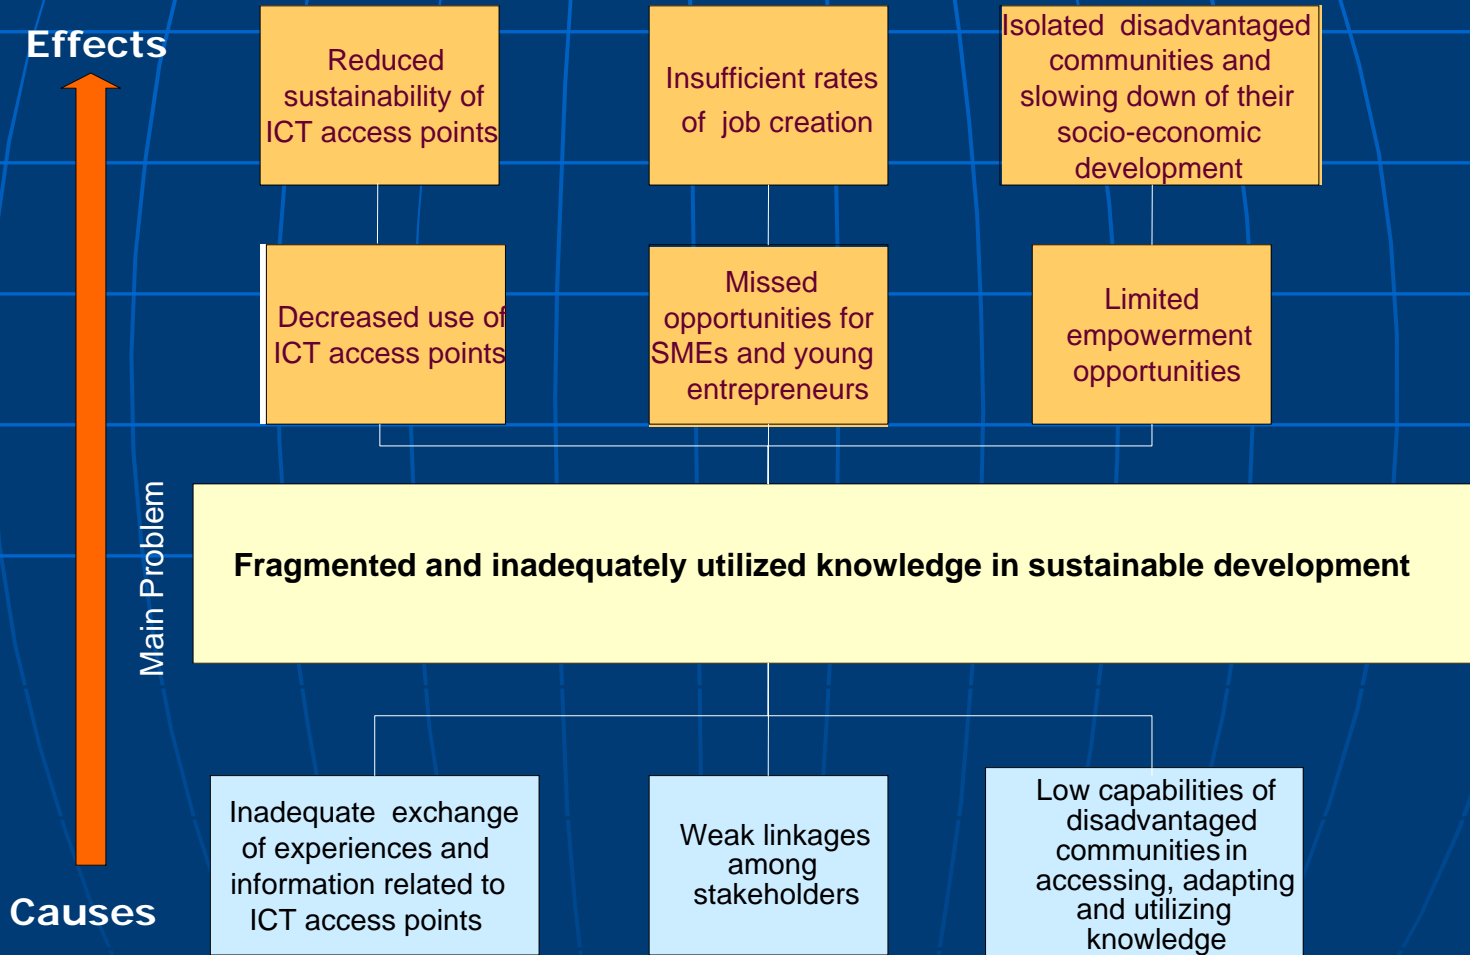 Effects
Reduced
sustainability of
ICT access points
Insufficient rates
of job creation
Isolated disadvantaged
communities and
slowing down of their
socio-economic
development
Decreased use of
ICT access points
Missed
opportunities for
SMEs and young
entrepreneurs
Limited
empowerment
opportunities
Main Problem
Fragmented and inadequately utilized knowledge in sustainable development
Causes
Inadequate exchange
of experiences and
information related to
ICT access points
Weak linkages
among
stakeholders
Low capabilities of
disadvantaged
communities in
accessing, adapting
and utilizing
knowledge